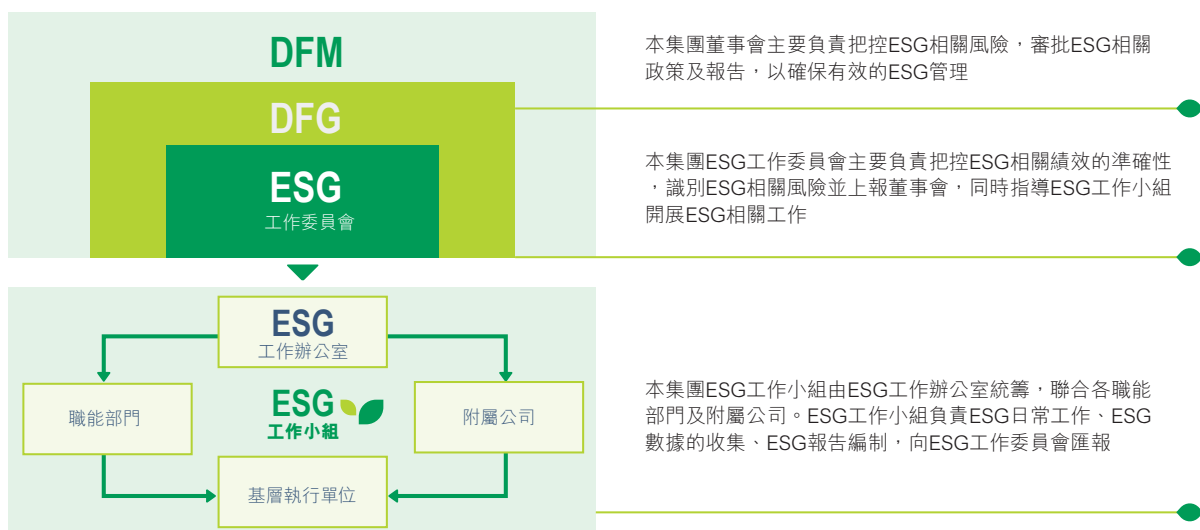 DFM
DFG
ESG
工作委員會
本集團董事會主要負責把控ESG相關風險，審批ESG相關
政策及報告，以確保有效的ESG管理
本集團ESG工作委員會主要負責把控ESG相關績效的準確性
，識別ESG相關風險並上報董事會，同時指導ESG工作小組
開展ESG相關工作
ESG
工作辦公室
職能部門
ESG
工作小組
附屬公司
基層執行單位
本集團ESG工作小組由ESG工作辦公室統籌，聯合各職能
部門及附屬公司。ESG工作小組負責ESG日常工作、ESG
數據的收集、ESG報告編制，向ESG工作委員會匯報